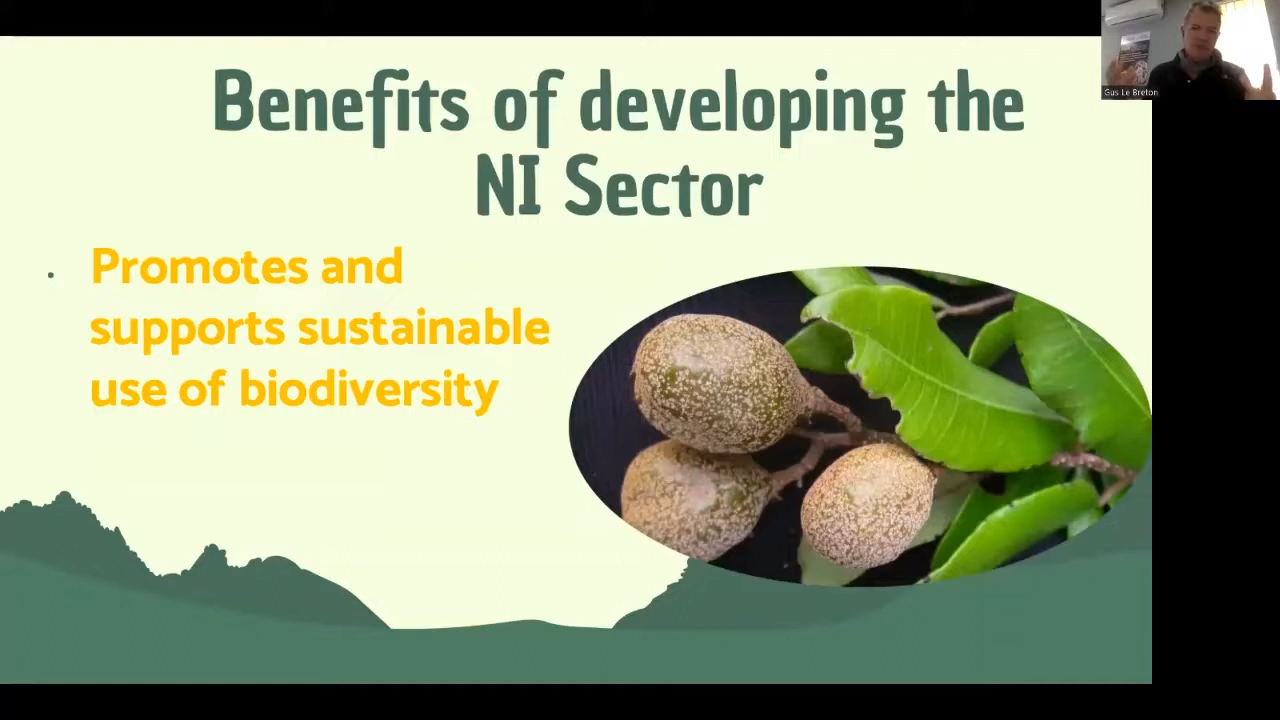 Benefits of developing the
NI Sector
Promotes and
supports sustainable
use of biodiversity
Gus Le Breton